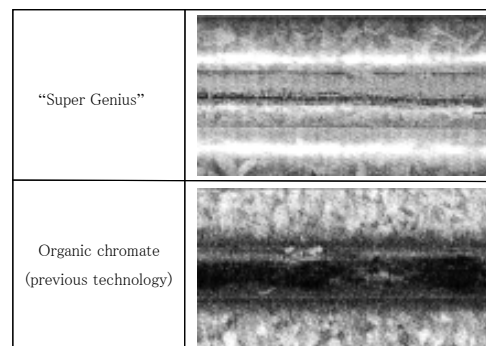 “Super Genius”
Organic chromate
(previous technology)